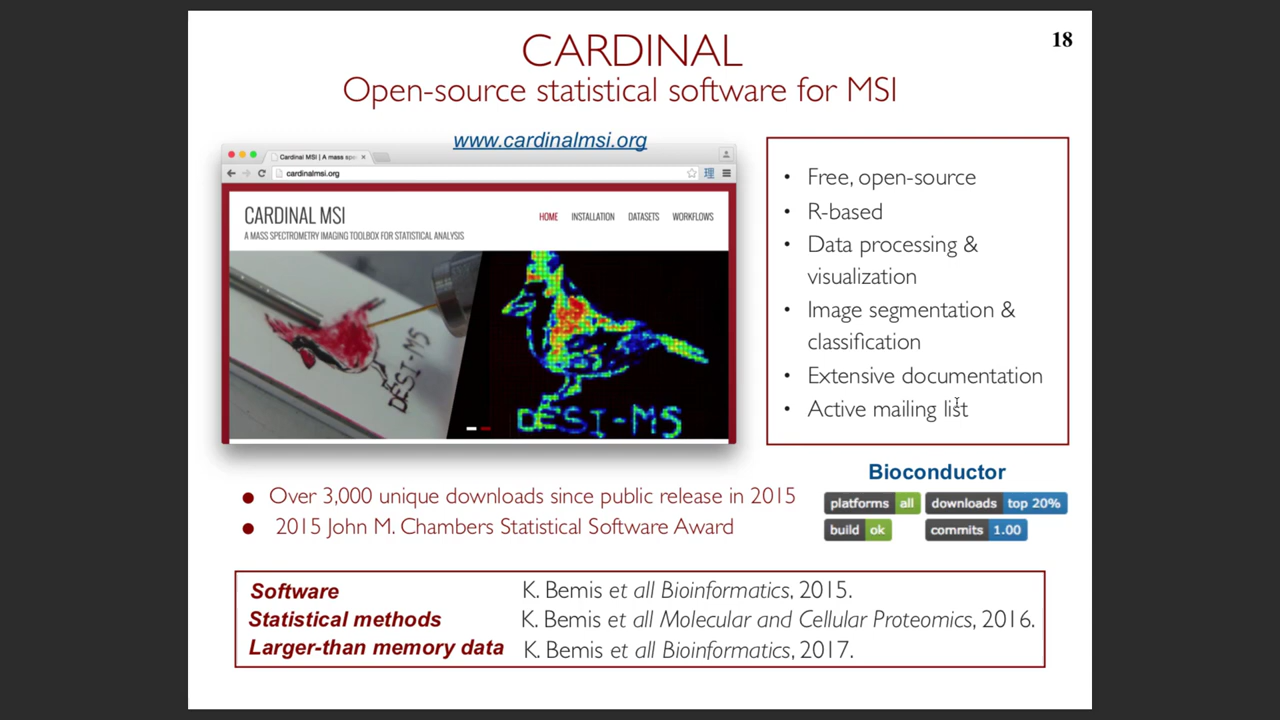 18
CARDINAL
Open-source statistical software for MSI
www.cardinalmsi.org
Cardinal MSI | A mass spe
cardinalmsi.org
理
CARDINAL MSI
A MASS SPECTROMETRY IMAGING TOOLBOX FOR STATISTICAL ANALYSIS
HOME INSTALLATION DATASETS WORKFLOWS
DESI-MS
DESI-MS
• Free, open-source
• R-based
• Data processing &
visualization
• Image segmentation &
classification
• Extensive documentation
• Active mailing list
● Over 3,000 unique downloads since public release in 2015
● 2015 John M. Chambers Statistical Software Award
Bioconductor
platforms all downloads top 20%
build ok commits 1.00
Software K. Bemis et all Bioinformatics, 2015.
Statistical methods K. Bemis et all Molecular and Cellular Proteomics, 2016.
Larger-than memory data K. Bemis et all Bioinformatics, 2017.